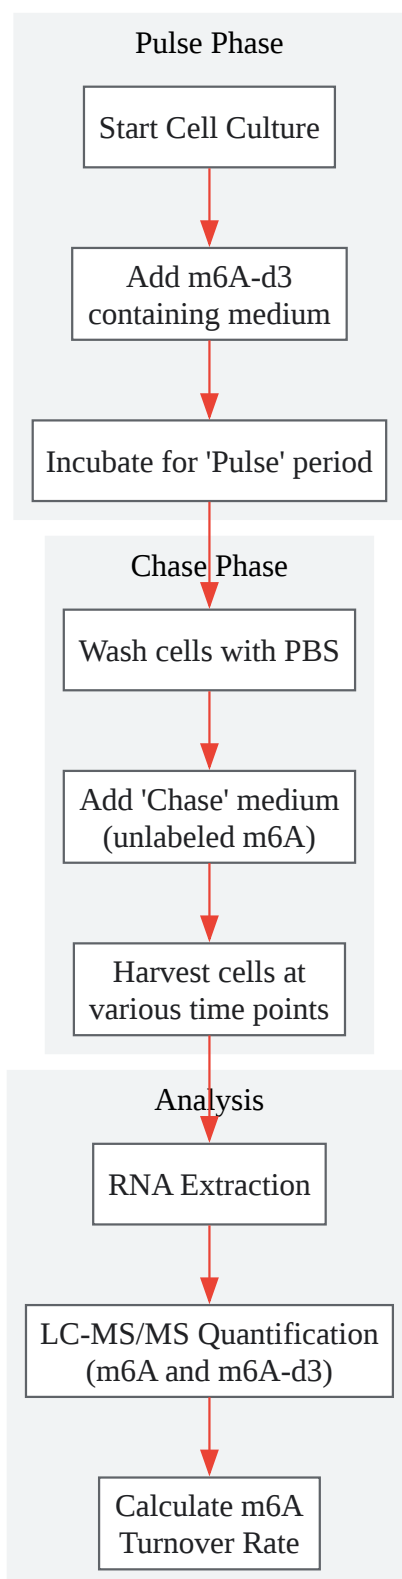 Pulse Phase
Start Cell Culture
Add m6A-d3
containing medium
Incubate for 'Pulse' period
Chase Phase
Wash cells with PBS
Add 'Chase' medium
(unlabeled m6A)
Harvest cells at
various time points
Analysis
RNA Extraction
LC-MS/MS Quantification
(m6A and m6A-d3)
Calculate m6A
Turnover Rate